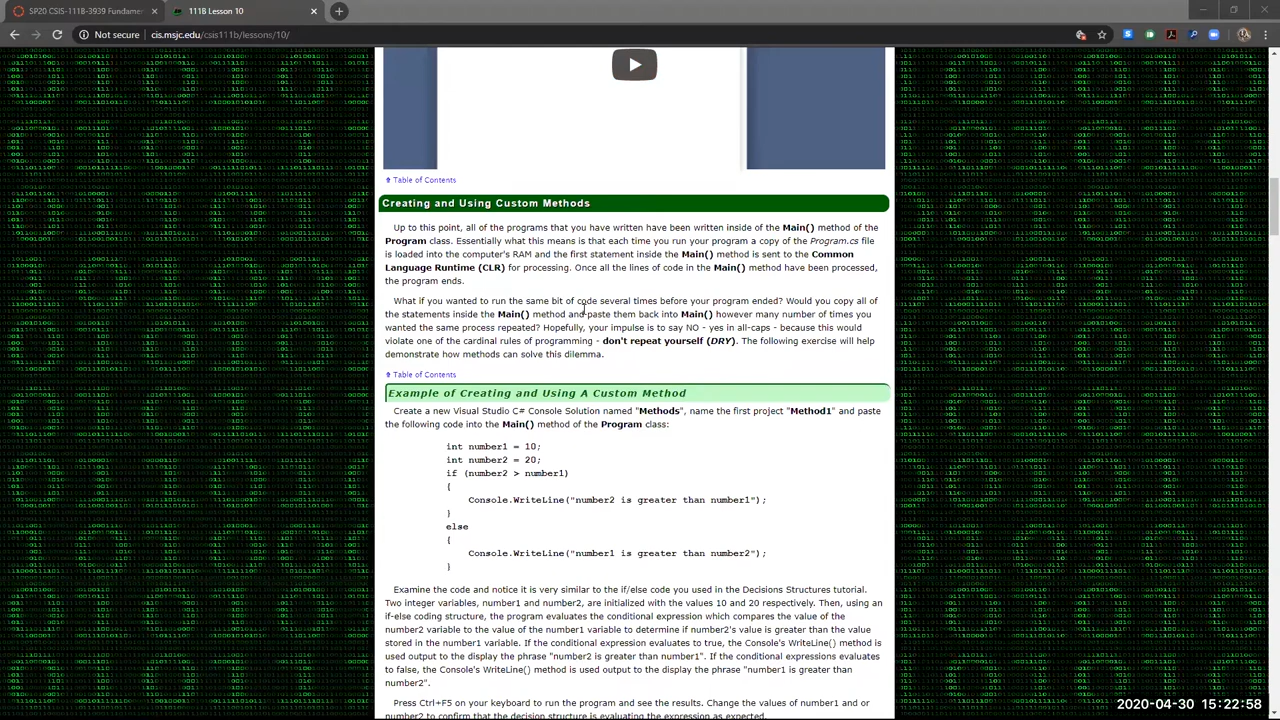 SP20 CSIS-111B-3939 Fundamen
111B Lesson 10
Not secure
cis.msjc.edu/csis111b/lessons/10/
Table of Contents
Creating and Using Custom Methods
Up to this point, all of the programs that you have written have been written inside of the Main() method of the
Program class. Essentially what this means is that each time you run your program a copy of the Program.cs file
is loaded into the computer's RAM and the first statement inside the Main() method is sent to the Common
Language Runtime (CLR) for processing. Once all the lines of code in the Main() method have been processed,
the program ends.
What if you wanted to run the same bit of code several times before your program ended? Would you copy all of
the statements inside the Main() method and paste them back into Main() however many number of times you
wanted the same process repeated? Hopefully, your impulse is to say NO - yes in all-caps - because this would
violate one of the cardinal rules of programming - don't repeat yourself (DRY). The following exercise will help
demonstrate how methods can solve this dilemma.
Table of Contents
Example of Creating and Using A Custom Method
Create a new Visual Studio C# Console Solution named "Methods", name the first project "Method1" and paste
the following code into the Main() method of the Program class:
int number1 = 10;
int number2 = 20;
if (number2 > number1)
{
Console.WriteLine("number2 is greater than number1");
}
else
{
Console.WriteLine("number1 is greater than number2");
}
Examine the code and notice it is very similar to the if/else code you used in the Decisions Structures tutorial.
Two integer variables, number1 and number2, are initialized with the values 10 and 20 respectively. Then, using an
if-else coding structure, the program evaluates the conditional expression which compares the value of the
number2 variable be the value of the number1 variable to determine if number2's value is greater than the value
stored in the number1variable. If the conditional expression evaluates to true, the Console's WriteLine() method is
used output to the display the phrase "number2 is greater than number1". If the conditional expressions evaluates
to false, the Console's WriteLine() method is used output to the display the phrase "number1 is greater than
number2".
Press Ctrl+F5 on your keyboard to run the program and see the results. Change the values of number1 and/or
number2 to confirm that the decision structure is evaluating the expression as expected.
2020-04-30 15:22:58